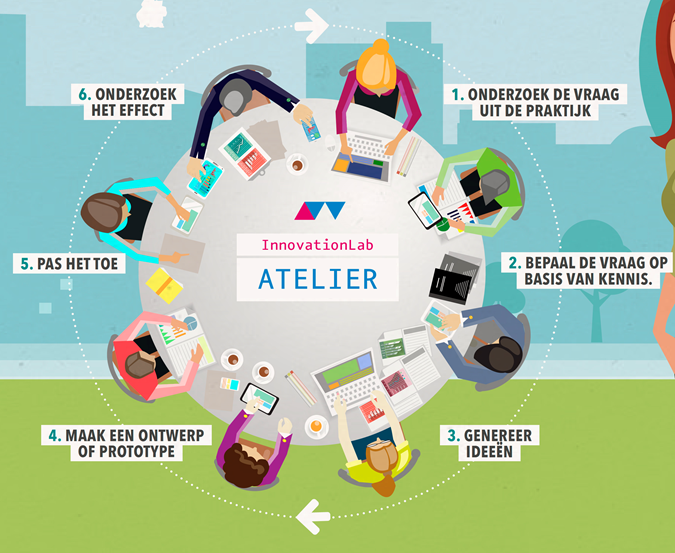 6. ONDERZOEK
HET EFFECT
1. ONDERZOEK DE VRAAG
UIT DE PRAKTIJK
InnovationLab
ATELIER
5. PAS HET TOE
2. BEPAAL DE VRAAG OP
BASIS VAN KENNIS.
4. MAAK EEN ONTWERP
OF PROTOTYPE
3. GENEREER
IDEEËN